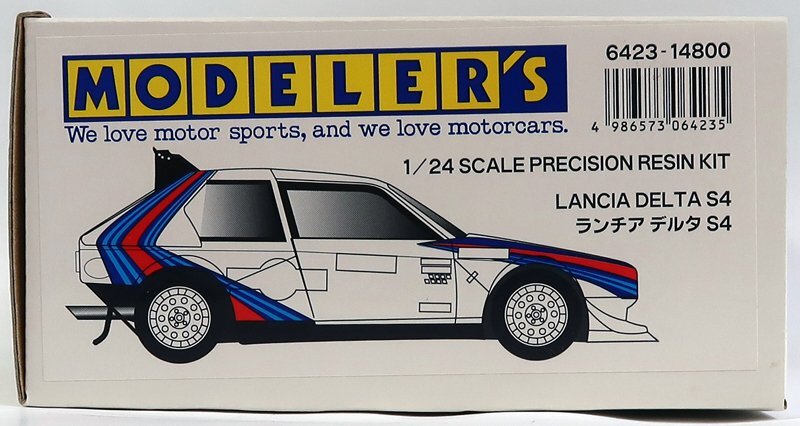 MODELER'S
We love motor sports, and we love motorcars.
6423-14800
4 986573 064235
1/24 SCALE PRECISION RESIN KIT
LANCIA DELTA S4
ランチア デルタ S4